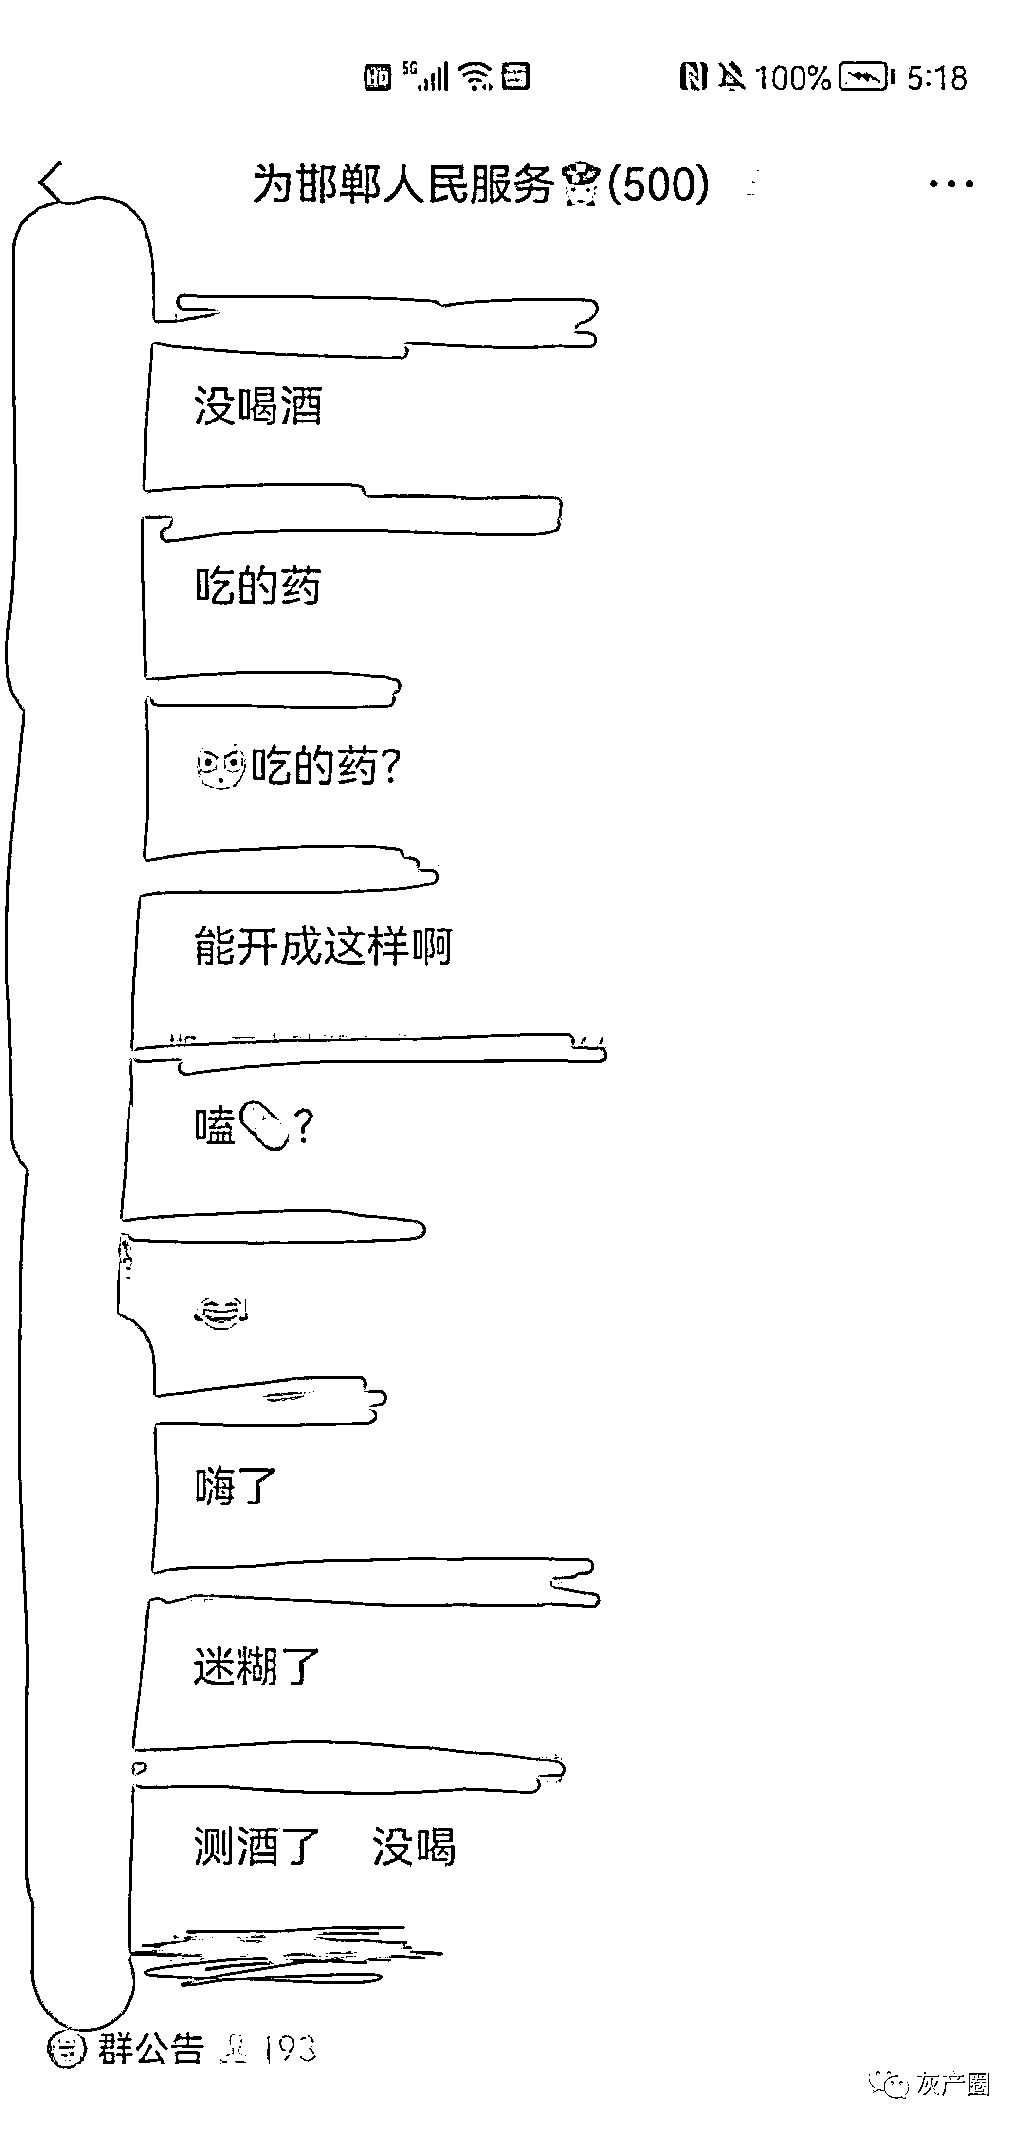 HD 5G 100% 5:18
为邯郸人民服务(500)
没喝酒
吃的药
吃的药?
能开成这样啊
嗑?
嗨了
迷糊了
测酒了 没喝
群公告 193
灰产圈